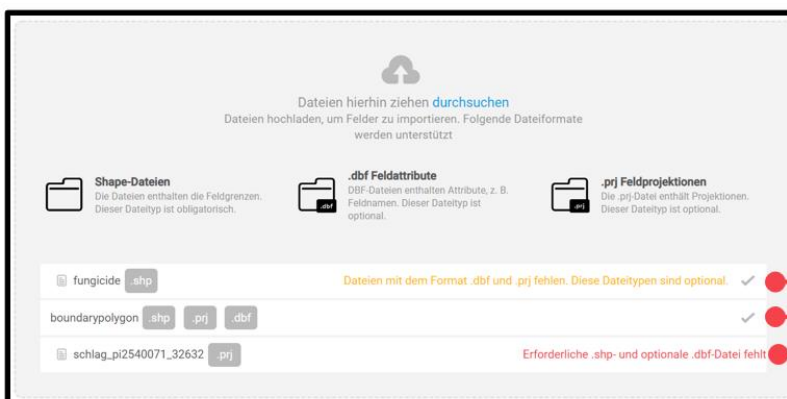 Dateien hierhin ziehen durchsuchen
Dateien hochladen, um Felder zu importieren. Folgende Dateiformate
werden unterstützt
Shape-Dateien
Die Dateien enthalten die Feldgrenzen.
Dieser Dateityp ist obligatorisch.
.dbf
.dbf Feldattribute
DBF-Dateien enthalten Attribute, z. B.
Feldnamen. Dieser Dateityp ist
optional.
.prj
.prj Feldprojektionen
Die .prj-Datei enthält Projektionen.
Dieser Dateityp ist optional.
fungicide .shp Dateien mit dem Format .dbf und .prj fehlen. Diese Dateitypen sind optional.
boundarypolygon .shp .prj .dbf
schlag_pi2540071_32632 .prj Erforderliche .shp- und optionale .dbf-Datei fehlt